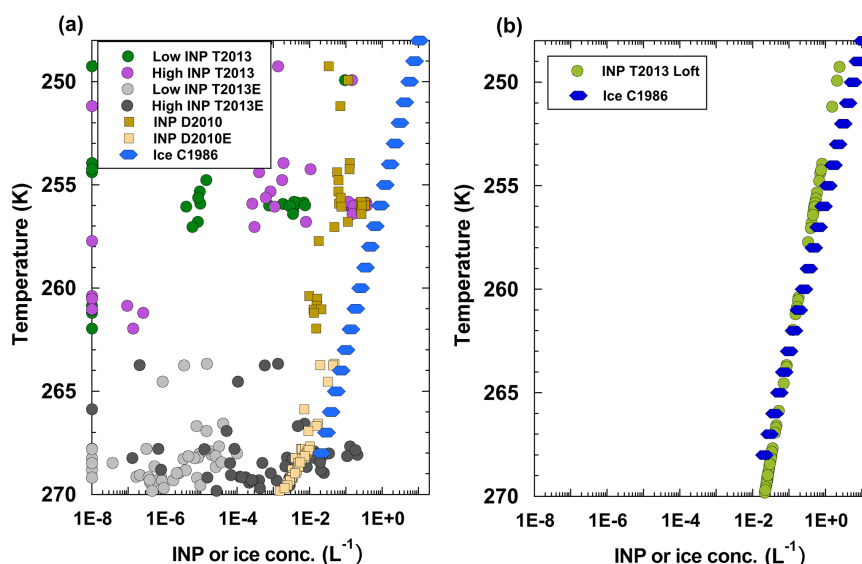 (a)
Low INP T2013
High INP T2013
Low INP T2013E
High INP T2013E
INP D2010
INP D2010E
Ice C1986
Temperature (K)
250
255
260
265
270
1E-8 1E-6 1E-4 1E-2 1E+0
INP or ice conc. (L⁻¹)
(b)
INP T2013 Loft
Ice C1986
Temperature (K)
250
255
260
265
270
1E-8 1E-6 1E-4 1E-2 1E+0
INP or ice conc. (L⁻¹)